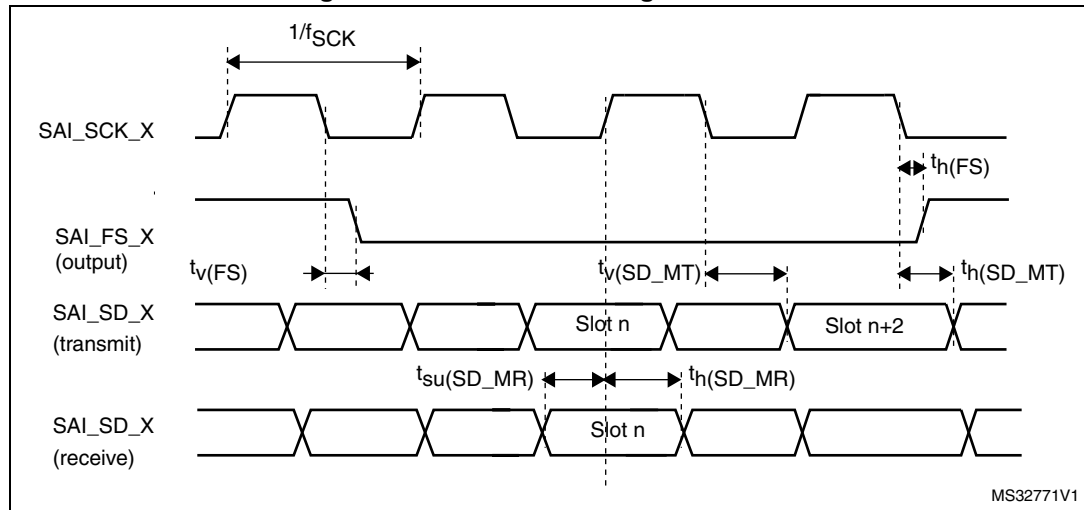 1/fSCK
SAI_SCK_X
th(FS)
SAI_FS_X
(output)
tv(FS)
tv(SD_MT)
th(SD_MT)
SAI_SD_X
(transmit)
Slot n
Slot n+2
tsu(SD_MR)
th(SD_MR)
SAI_SD_X
(receive)
Slot n
MS32771V1